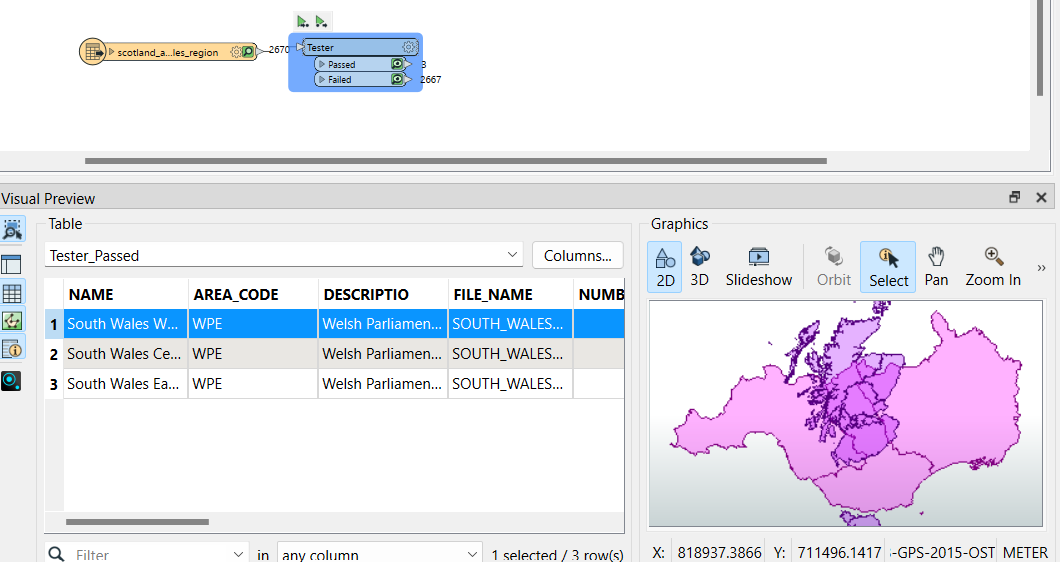 scotland_a...les_region
2670
Tester
Passed
3
Failed
2667
Visual Preview
Table
Graphics
Tester_Passed
Columns...
2D
3D
Slideshow
Orbit
Select
Pan
Zoom In
»
NAME AREA_CODE DESCRIPTIO FILE_NAME NUMB
1 South Wales W... WPE Welsh Parliamen... SOUTH_WALES...
2 South Wales Ce... WPE Welsh Parliamen... SOUTH_WALES...
3 South Wales Ea... WPE Welsh Parliamen... SOUTH_WALES...
Filter
in
any column
1 selected / 3 row(s)
X: 818937.3866 Y: 711496.1417 -GPS-2015-OST METER